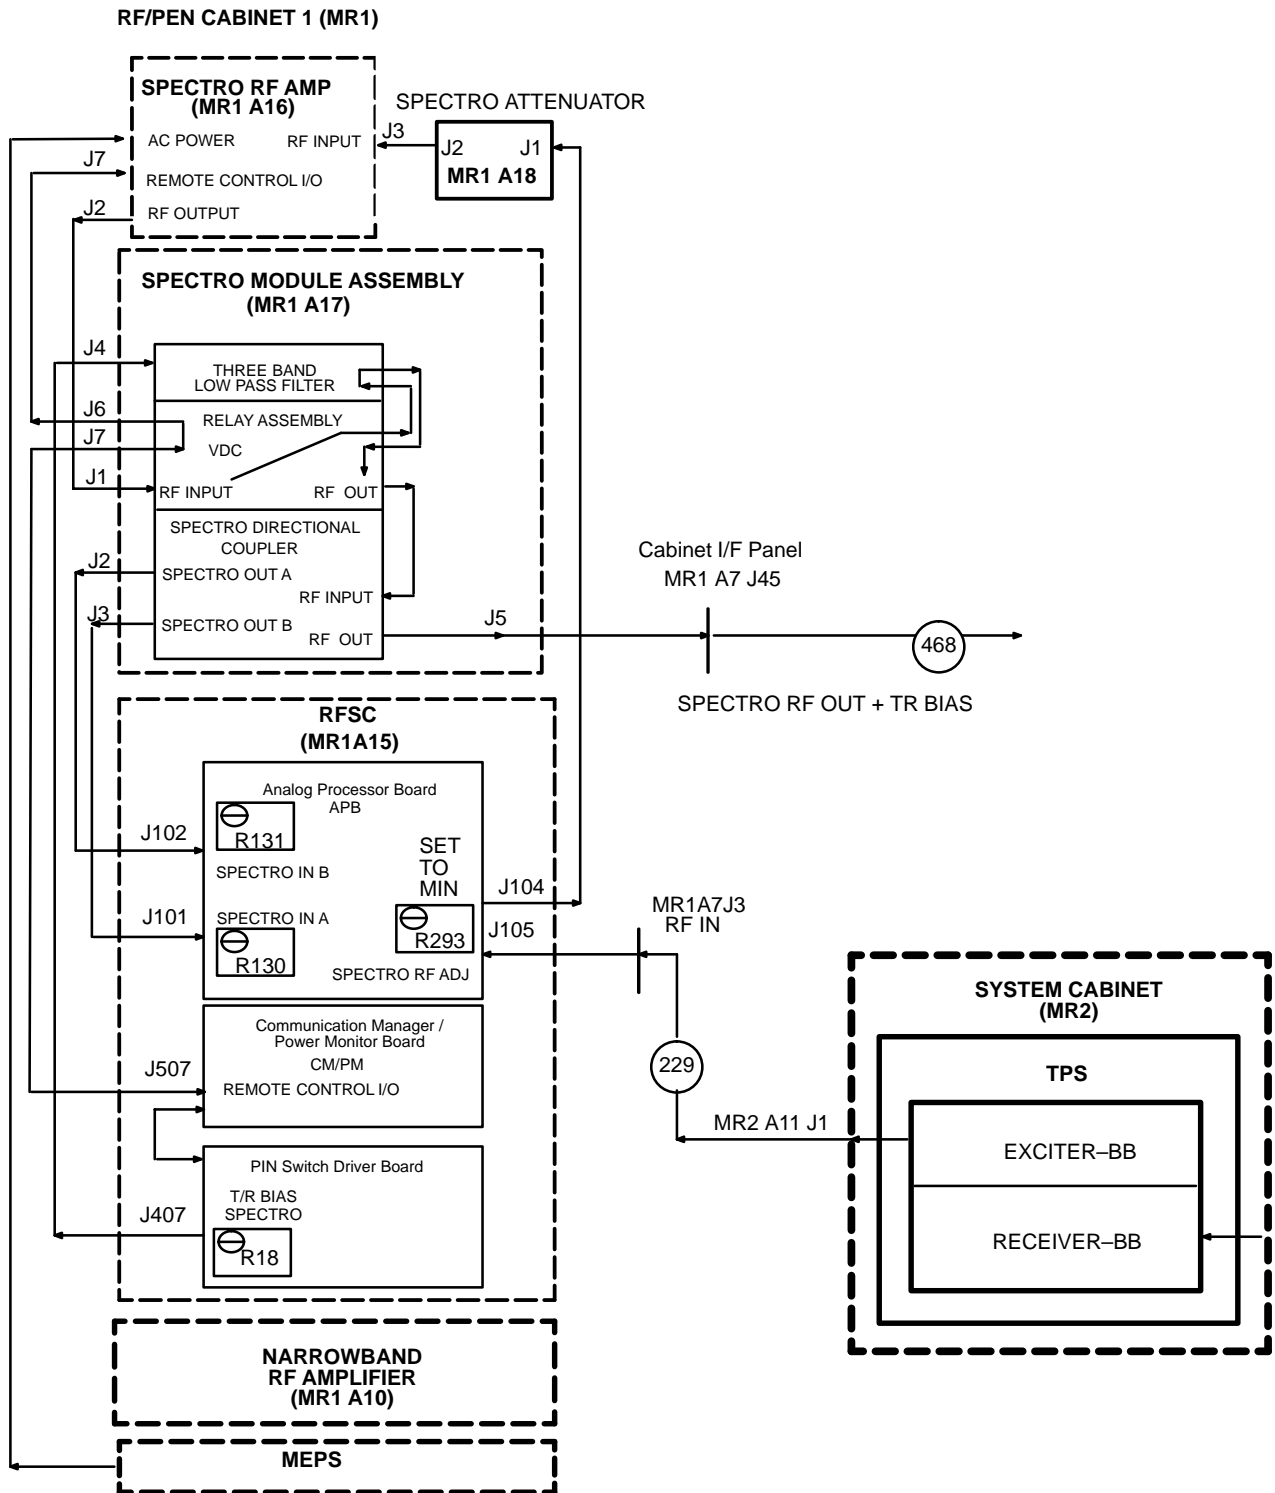 RF/PEN CABINET 1 (MR1)
SPECTRO RF AMP
(MR1 A16)
AC POWER
RF INPUT
J7
REMOTE CONTROL I/O
J2
RF OUTPUT
SPECTRO ATTENUATOR
J3
J2
J1
MR1 A18
SPECTRO MODULE ASSEMBLY
(MR1 A17)
J4
THREE BAND
LOW PASS FILTER
J6
RELAY ASSEMBLY
J7
VDC
J1
RF INPUT
RF OUT
SPECTRO DIRECTIONAL
COUPLER
J2
SPECTRO OUT A
RF INPUT
J3
SPECTRO OUT B
RF OUT
J5
Cabinet I/F Panel
MR1 A7 J45
468
SPECTRO RF OUT + TR BIAS
RFSC
(MR1A15)
Analog Processor Board
APB
R131
J102
SPECTRO IN B
SET
TO
MIN
J104
SPECTRO IN A
J101
R130
R293
J105
SPECTRO RF ADJ
MR1A7J3
RF IN
Communication Manager /
Power Monitor Board
CM/PM
J507
REMOTE CONTROL I/O
229
MR2 A11 J1
PIN Switch Driver Board
T/R BIAS
SPECTRO
J407
R18
SYSTEM CABINET
(MR2)
TPS
EXCITER–BB
RECEIVER–BB
NARROWBAND
RF AMPLIFIER
(MR1 A10)
MEPS